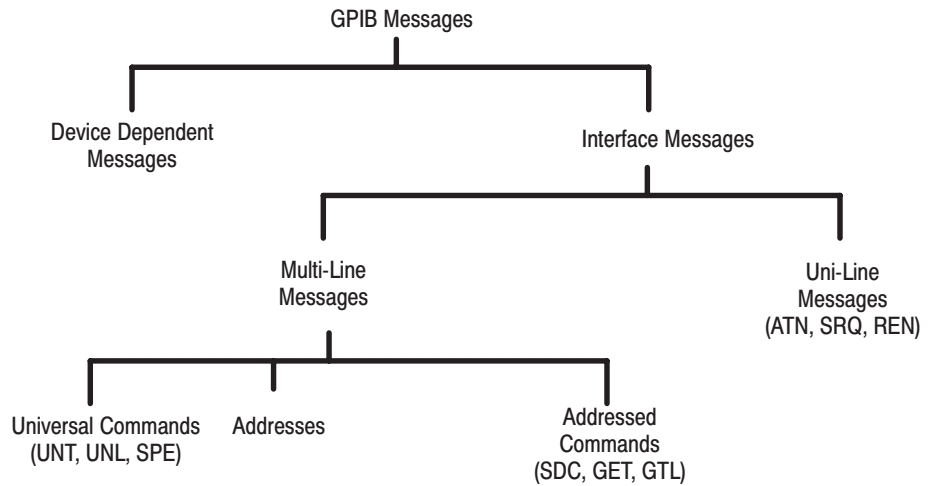 GPIB Messages
Device Dependent
Messages
Interface Messages
Multi-Line
Messages
Uni-Line
Messages
(ATN, SRQ, REN)
Universal Commands
(UNT, UNL, SPE)
Addresses
Addressed
Commands
(SDC, GET, GTL)